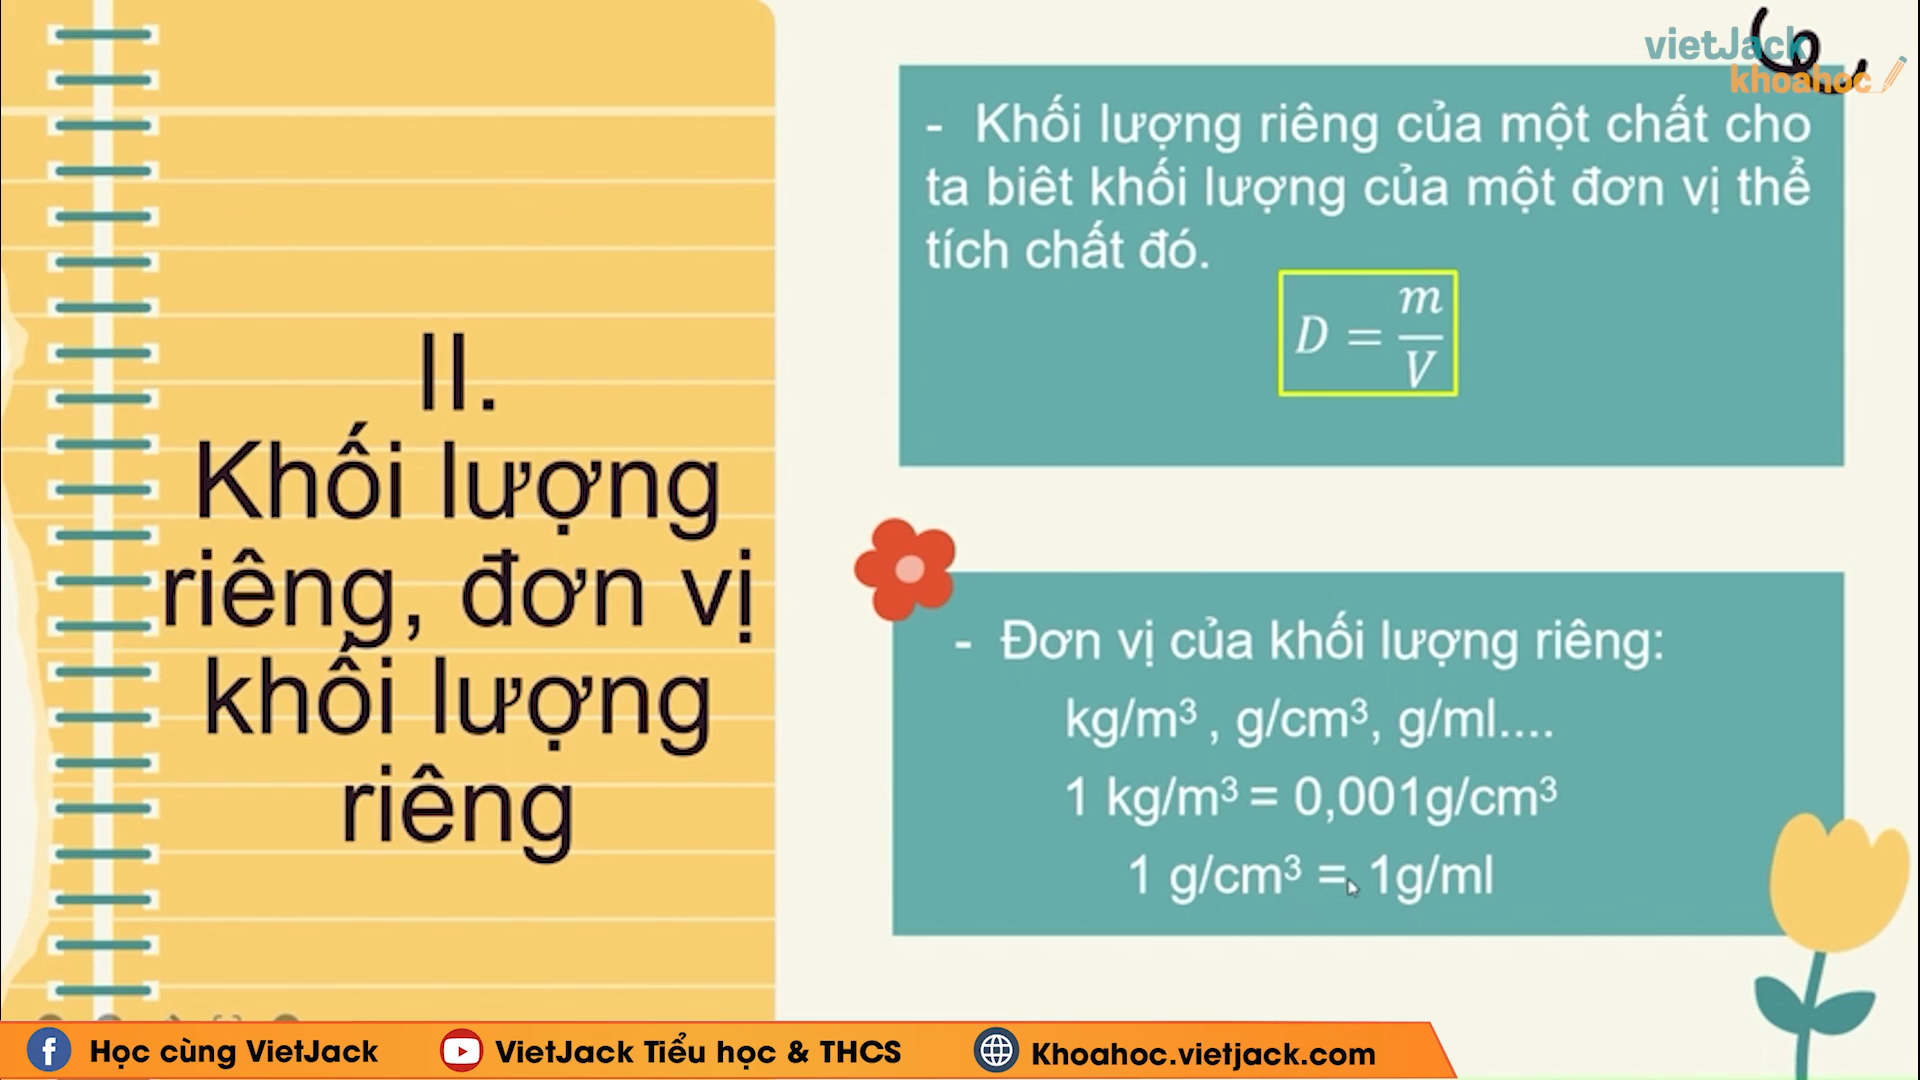 vietJack
khoahoc
II.
Khối lượng
riêng, đơn vị
khối lượng
riêng
- Khối lượng riêng của một chất cho
ta biêt khối lượng của một đơn vị thể
tích chất đó.
D = m/V
- Đơn vị của khối lượng riêng:
kg/m³ , g/cm³, g/ml....
1 kg/m³ = 0,001g/cm³
1 g/cm³ = 1g/ml
Học cùng VietJack
VietJack Tiểu học & THCS
Khoahoc.vietjack.com